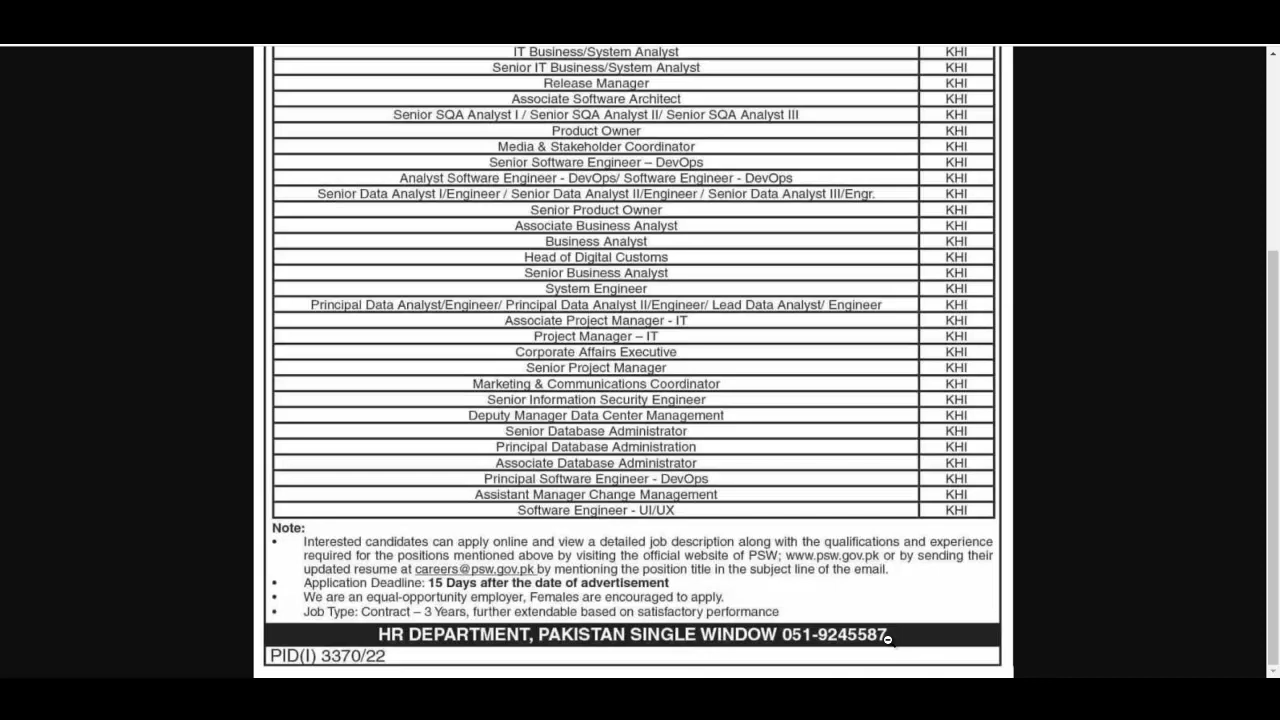 IT Business/System Analyst KHI
Senior IT Business/System Analyst KHI
Release Manager KHI
Associate Software Architect KHI
Senior SQA Analyst I / Senior SQA Analyst II/ Senior SQA Analyst III KHI
Product Owner KHI
Media & Stakeholder Coordinator KHI
Senior Software Engineer – DevOps KHI
Analyst Software Engineer - DevOps/ Software Engineer - DevOps KHI
Senior Data Analyst I/Engineer / Senior Data Analyst II/Engineer / Senior Data Analyst III/Engr. KHI
Senior Product Owner KHI
Associate Business Analyst KHI
Business Analyst KHI
Head of Digital Customs KHI
Senior Business Analyst KHI
System Engineer KHI
Principal Data Analyst/Engineer/ Principal Data Analyst II/Engineer/ Lead Data Analyst/ Engineer KHI
Associate Project Manager - IT KHI
Project Manager – IT KHI
Corporate Affairs Executive KHI
Senior Project Manager KHI
Marketing & Communications Coordinator KHI
Senior Information Security Engineer KHI
Deputy Manager Data Center Management KHI
Senior Database Administrator KHI
Principal Database Administration KHI
Associate Database Administrator KHI
Principal Software Engineer - DevOps KHI
Assistant Manager Change Management KHI
Software Engineer - UI/UX KHI
Note:
• Interested candidates can apply online and view a detailed job description along with the qualifications and experience
required for the positions mentioned above by visiting the official website of PSW; www.psw.gov.pk or by sending their
updated resume at careers@psw.gov.pk by mentioning the position title in the subject line of the email.
• Application Deadline: 15 Days after the date of advertisement
• We are an equal-opportunity employer, Females are encouraged to apply.
• Job Type: Contract – 3 Years, further extendable based on satisfactory performance
HR DEPARTMENT, PAKISTAN SINGLE WINDOW 051-9245587
PID(I) 3370/22